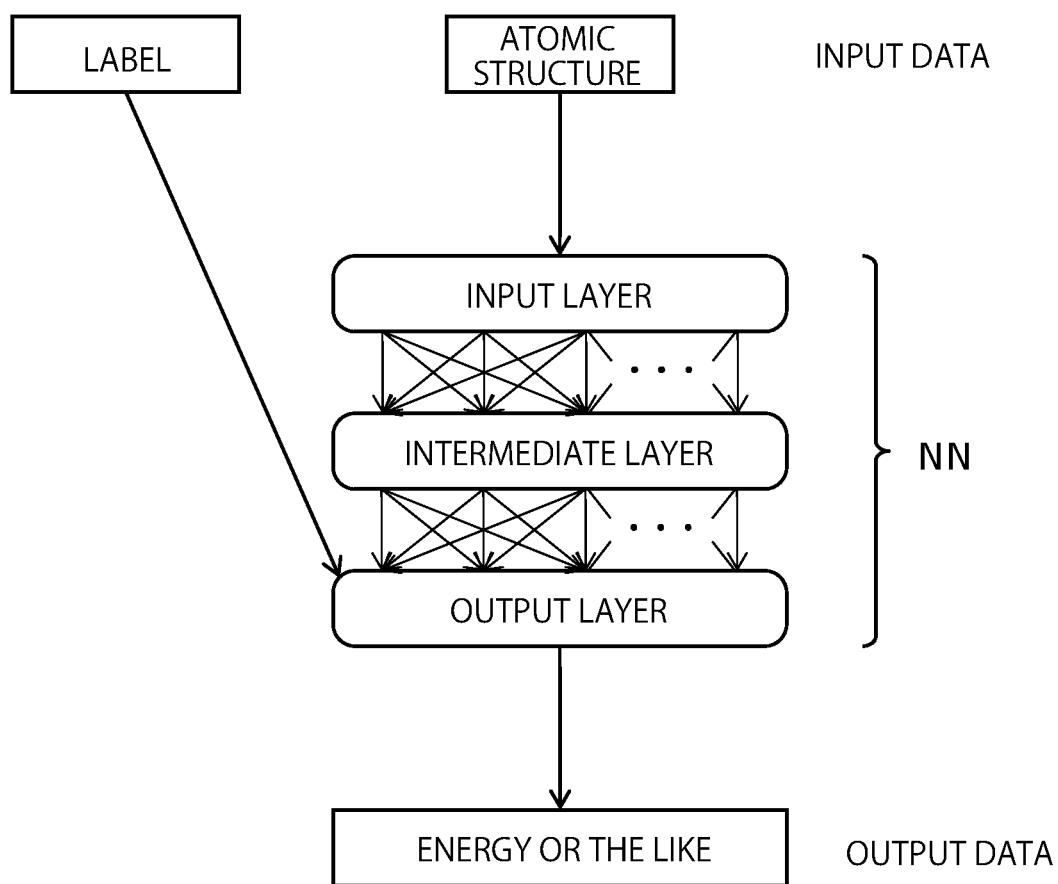 LABEL
ATOMIC
STRUCTURE
INPUT DATA
INPUT LAYER
INTERMEDIATE LAYER
NN
OUTPUT LAYER
ENERGY OR THE LIKE
OUTPUT DATA